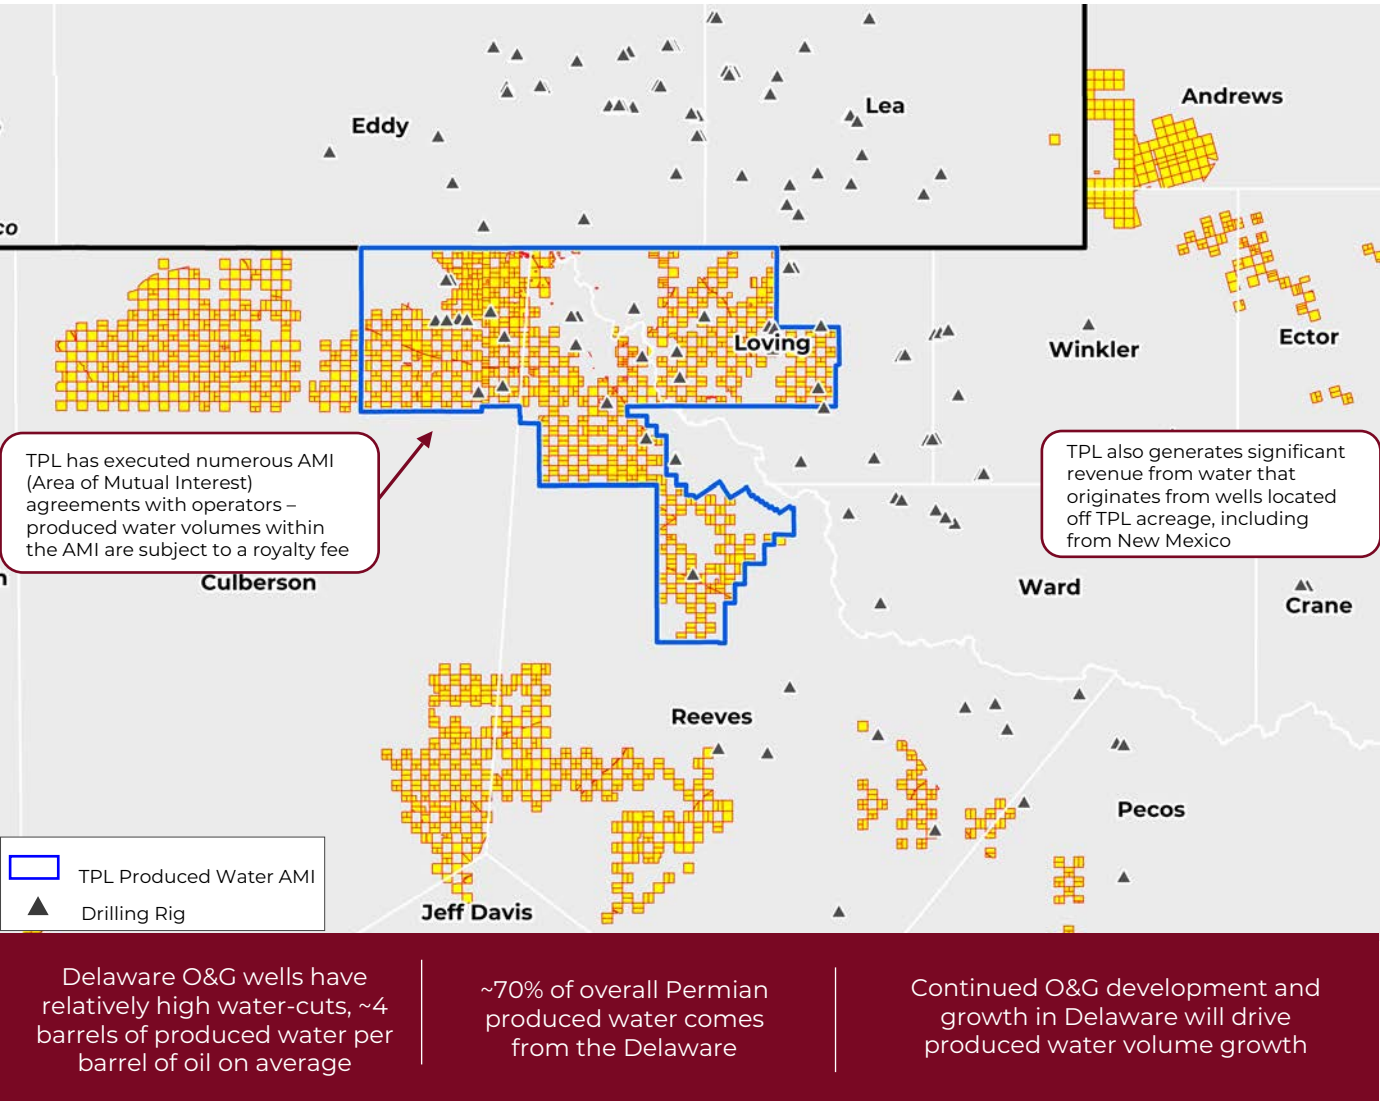 Andrews
Lea
Eddy
co
Ector
Loving
Winkler
TPL has executed numerous AMI
(Area of Mutual Interest)
agreements with operators –
produced water volumes within
the AMI are subject to a royalty fee
TPL also generates significant
revenue from water that
originates from wells located
off TPL acreage, including
from New Mexico
n
Culberson
Ward
Crane
Reeves
Pecos
TPL Produced Water AMI
Drilling Rig
Jeff Davis
Delaware O&G wells have
relatively high water-cuts, ~4
barrels of produced water per
barrel of oil on average
~70% of overall Permian
produced water comes
from the Delaware
Continued O&G development and
growth in Delaware will drive
produced water volume growth